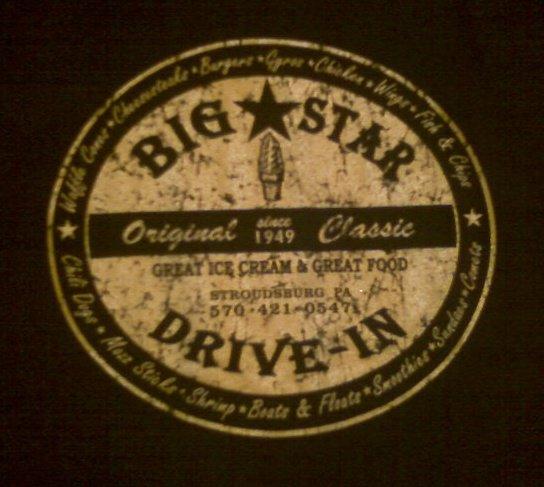 Waffle Cones • Cheesesteaks • Burgers • Gyros • Chicken • Wings • Fish & Chips
BIG STAR
Original since 1949 Classic
GREAT ICE CREAM & GREAT FOOD
STROUDSBURG PA
570-421-0547
DRIVE-IN
Chili Dogs • Mozz Sticks • Shrimp • Boats & Floats • Smoothies • Sundaes •